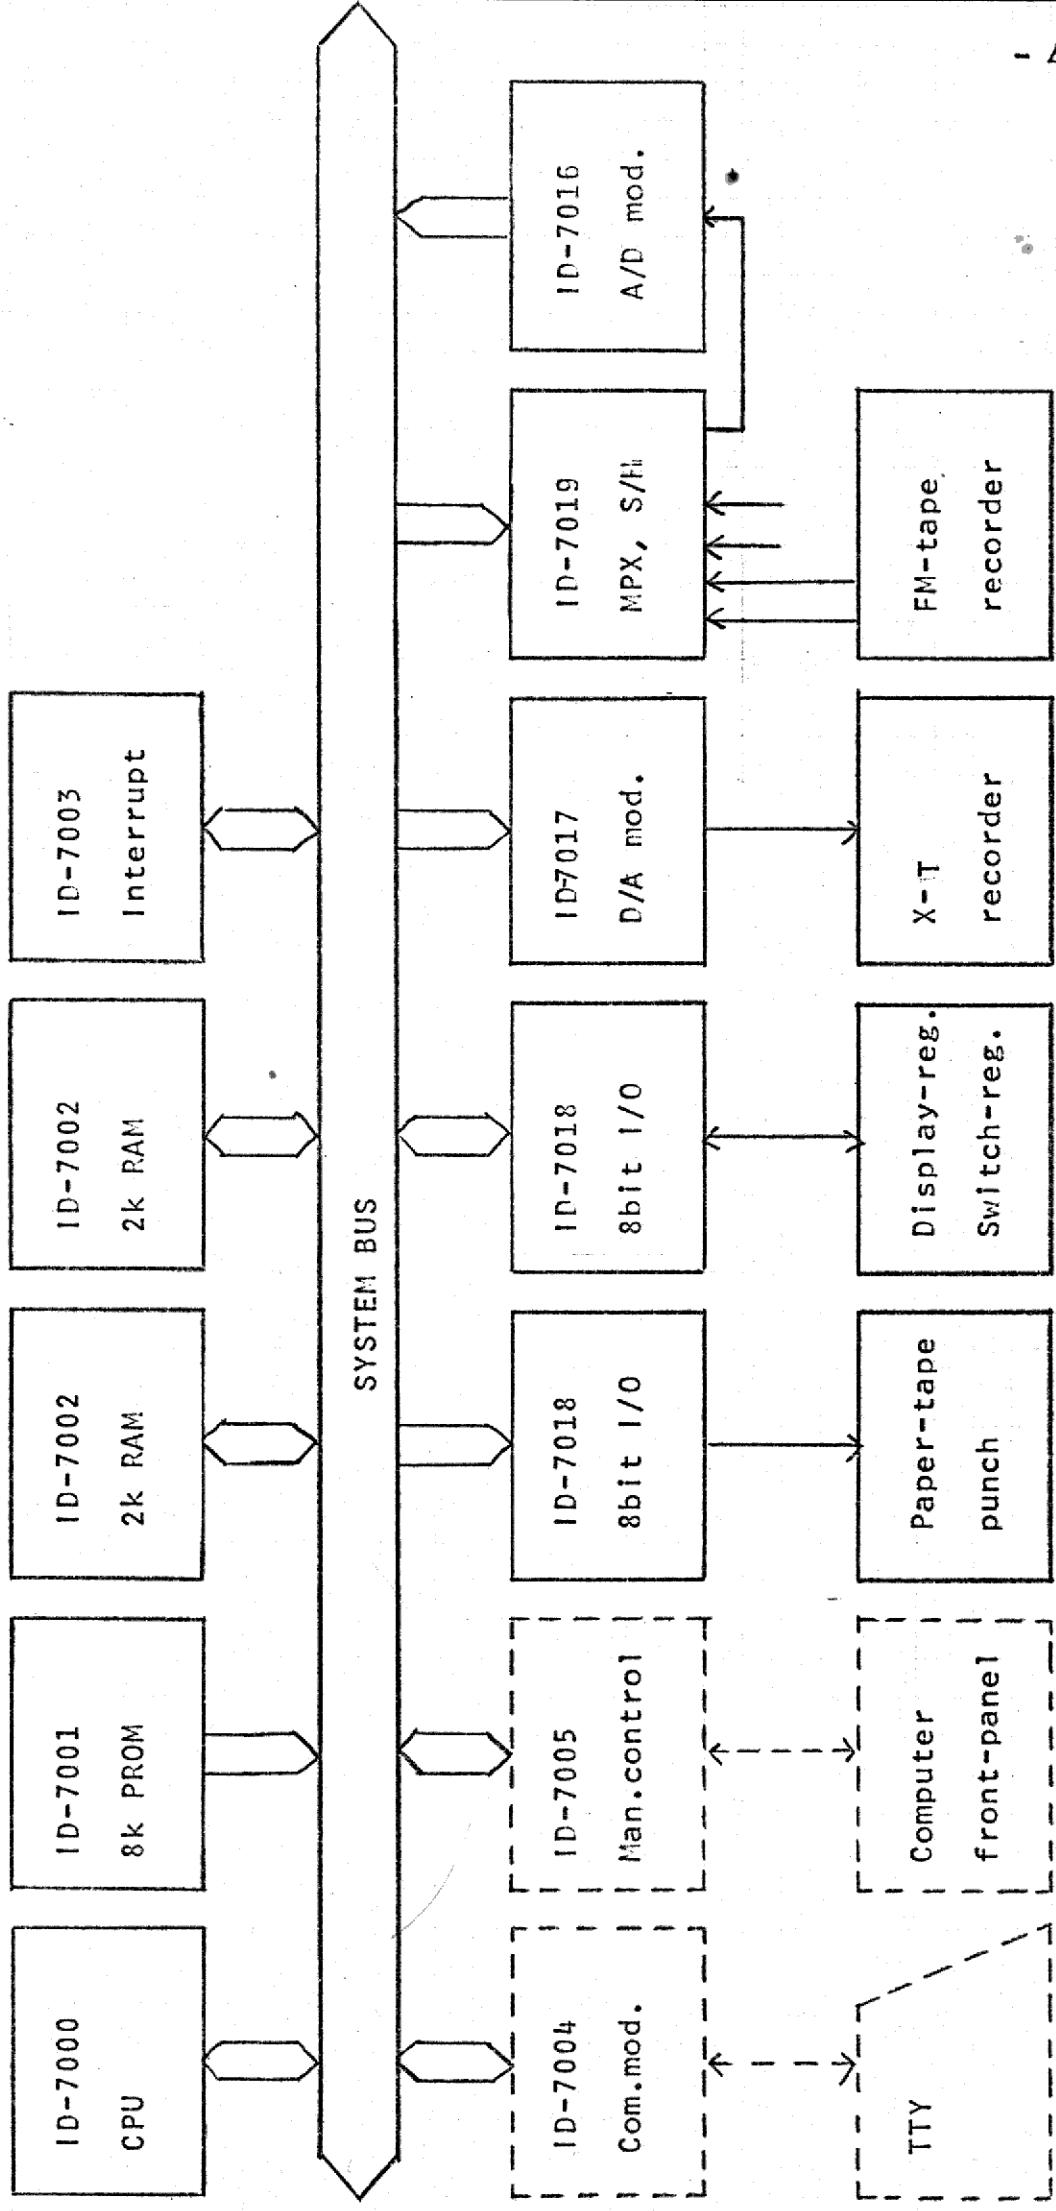 ID-7000
CPU
ID-7001
8k PROM
ID-7002
2k RAM
ID-7002
2k RAM
ID-7003
Interrupt
SYSTEM BUS
ID-7004
Com.mod.
ID-7005
Man.control
ID-7018
8bit I/O
ID-7018
8bit I/O
ID7017
D/A mod.
ID-7019
MPX, S/H
ID-7016
A/D mod.
TTY
Computer
front-panel
Paper-tape
punch
Display-reg.
Switch-reg.
X-T
recorder
FM-tape
recorder